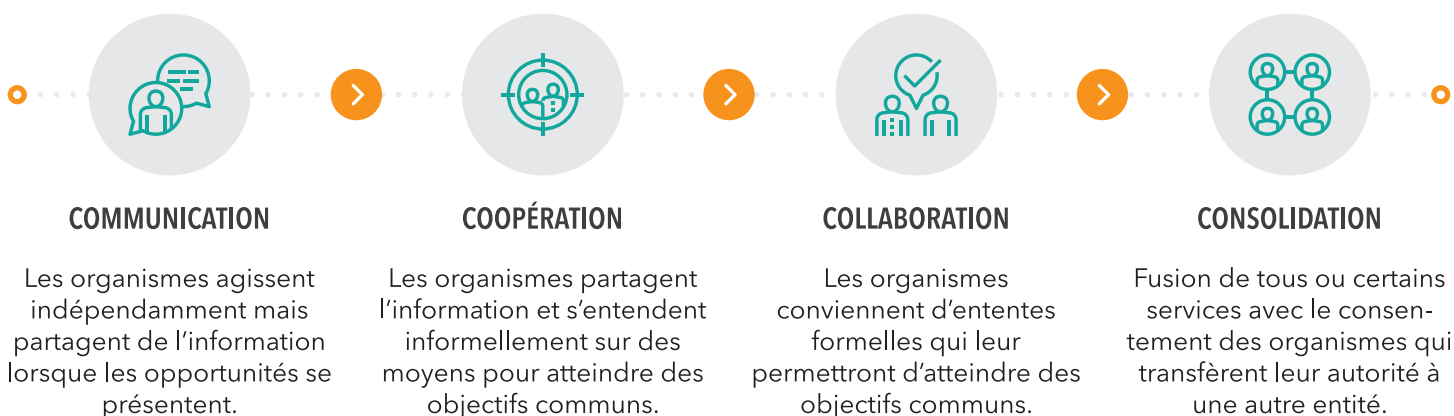 COMMUNICATION
Les organismes agissent
indépendamment mais
partagent de l’information
lorsque les opportunités se
présentent.
COOPÉRATION
Les organismes partagent
l’information et s’entendent
informellement sur des
moyens pour atteindre des
objectifs communs.
COLLABORATION
Les organismes
conviennent d’ententes
formelles qui leur
permettront d’atteindre des
objectifs communs.
CONSOLIDATION
Fusion de tous ou certains
services avec le consen-
tement des organismes qui
transfèrent leur autorité à
une autre entité.